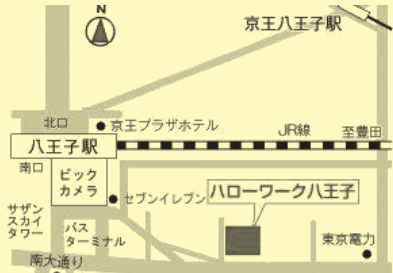 N
京王八王子駅
北口
京王プラザホテル
JR線
至豊田
八王子駅
南口
ビック
カメラ
セブンイレブン
ハローワーク八王子
サザン
スカイ
タワー
バス
ターミナル
東京電力
南大通り